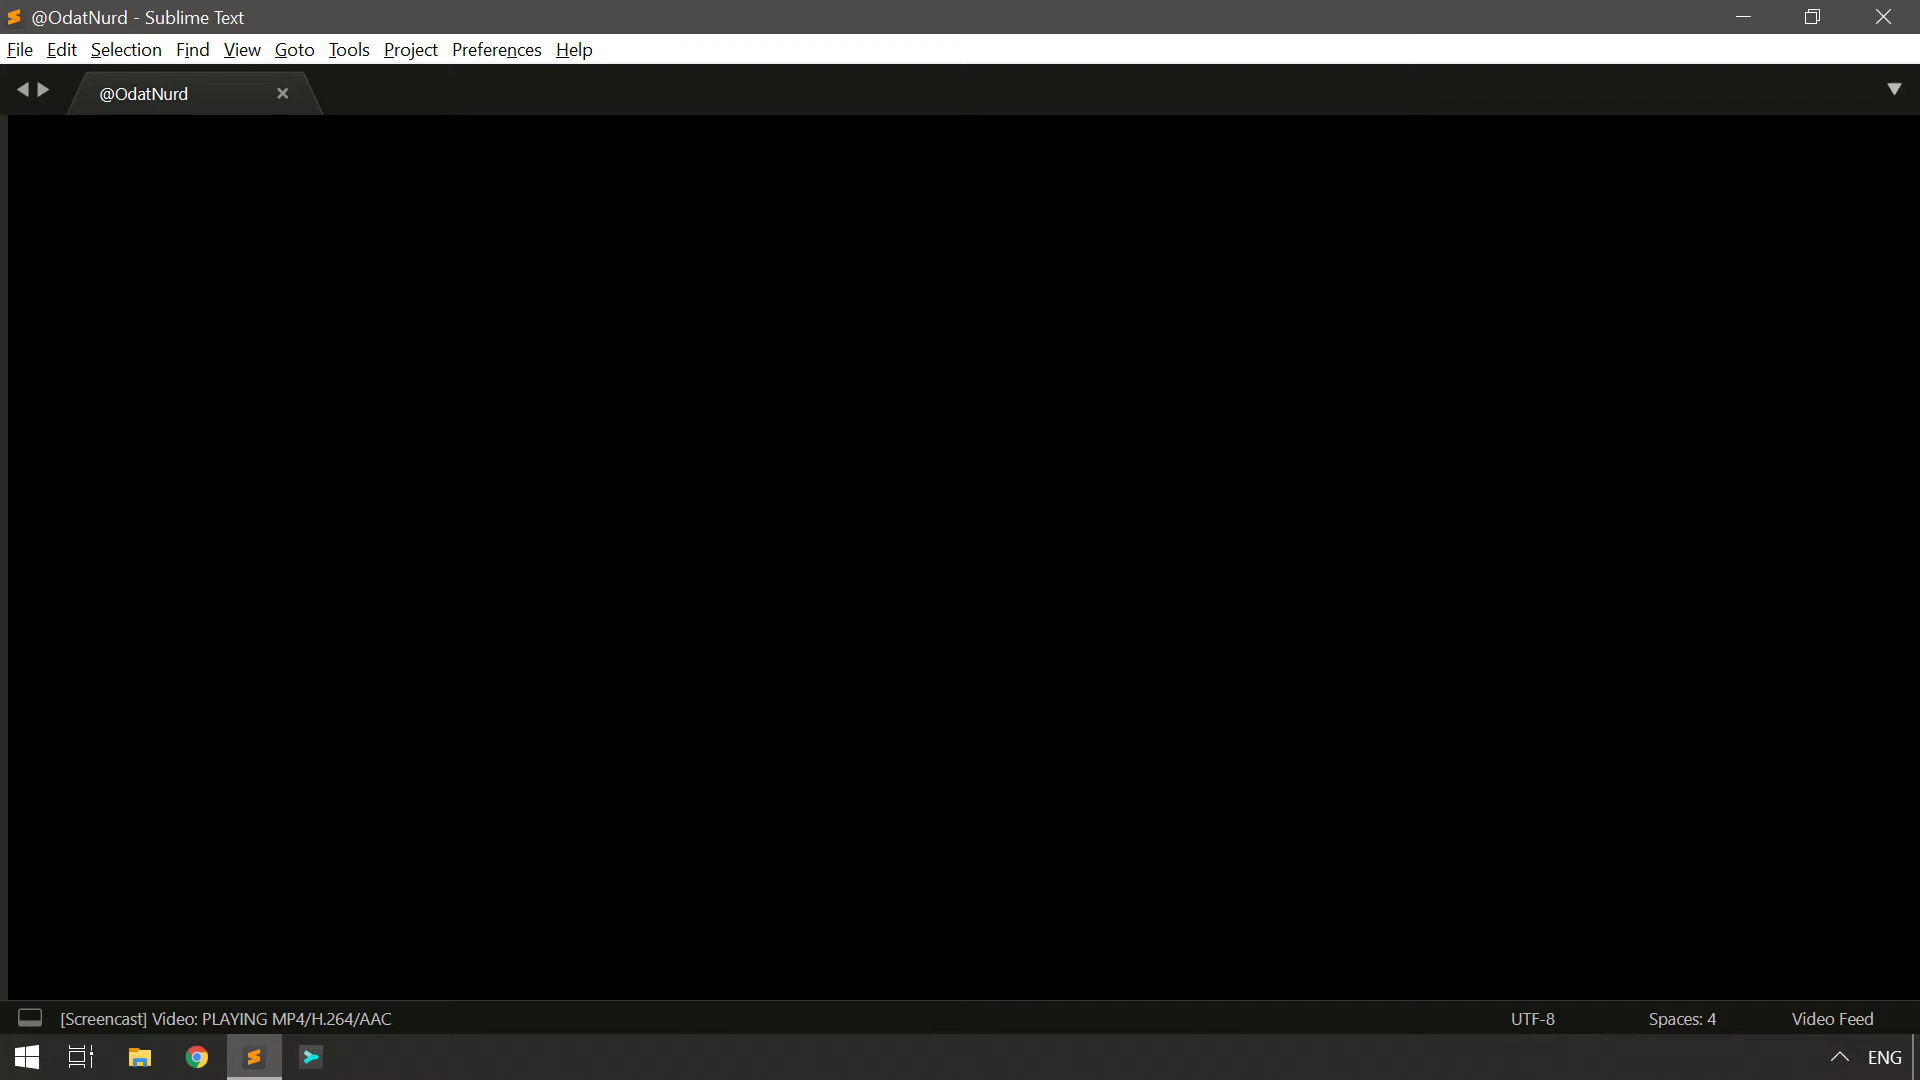 @OdatNurd - Sublime Text
File Edit Selection Find View Goto Tools Project Preferences Help
@OdatNurd
[Screencast] Video: PLAYING MP4/H.264/AAC UTF-8 Spaces: 4 Video Feed
ENG